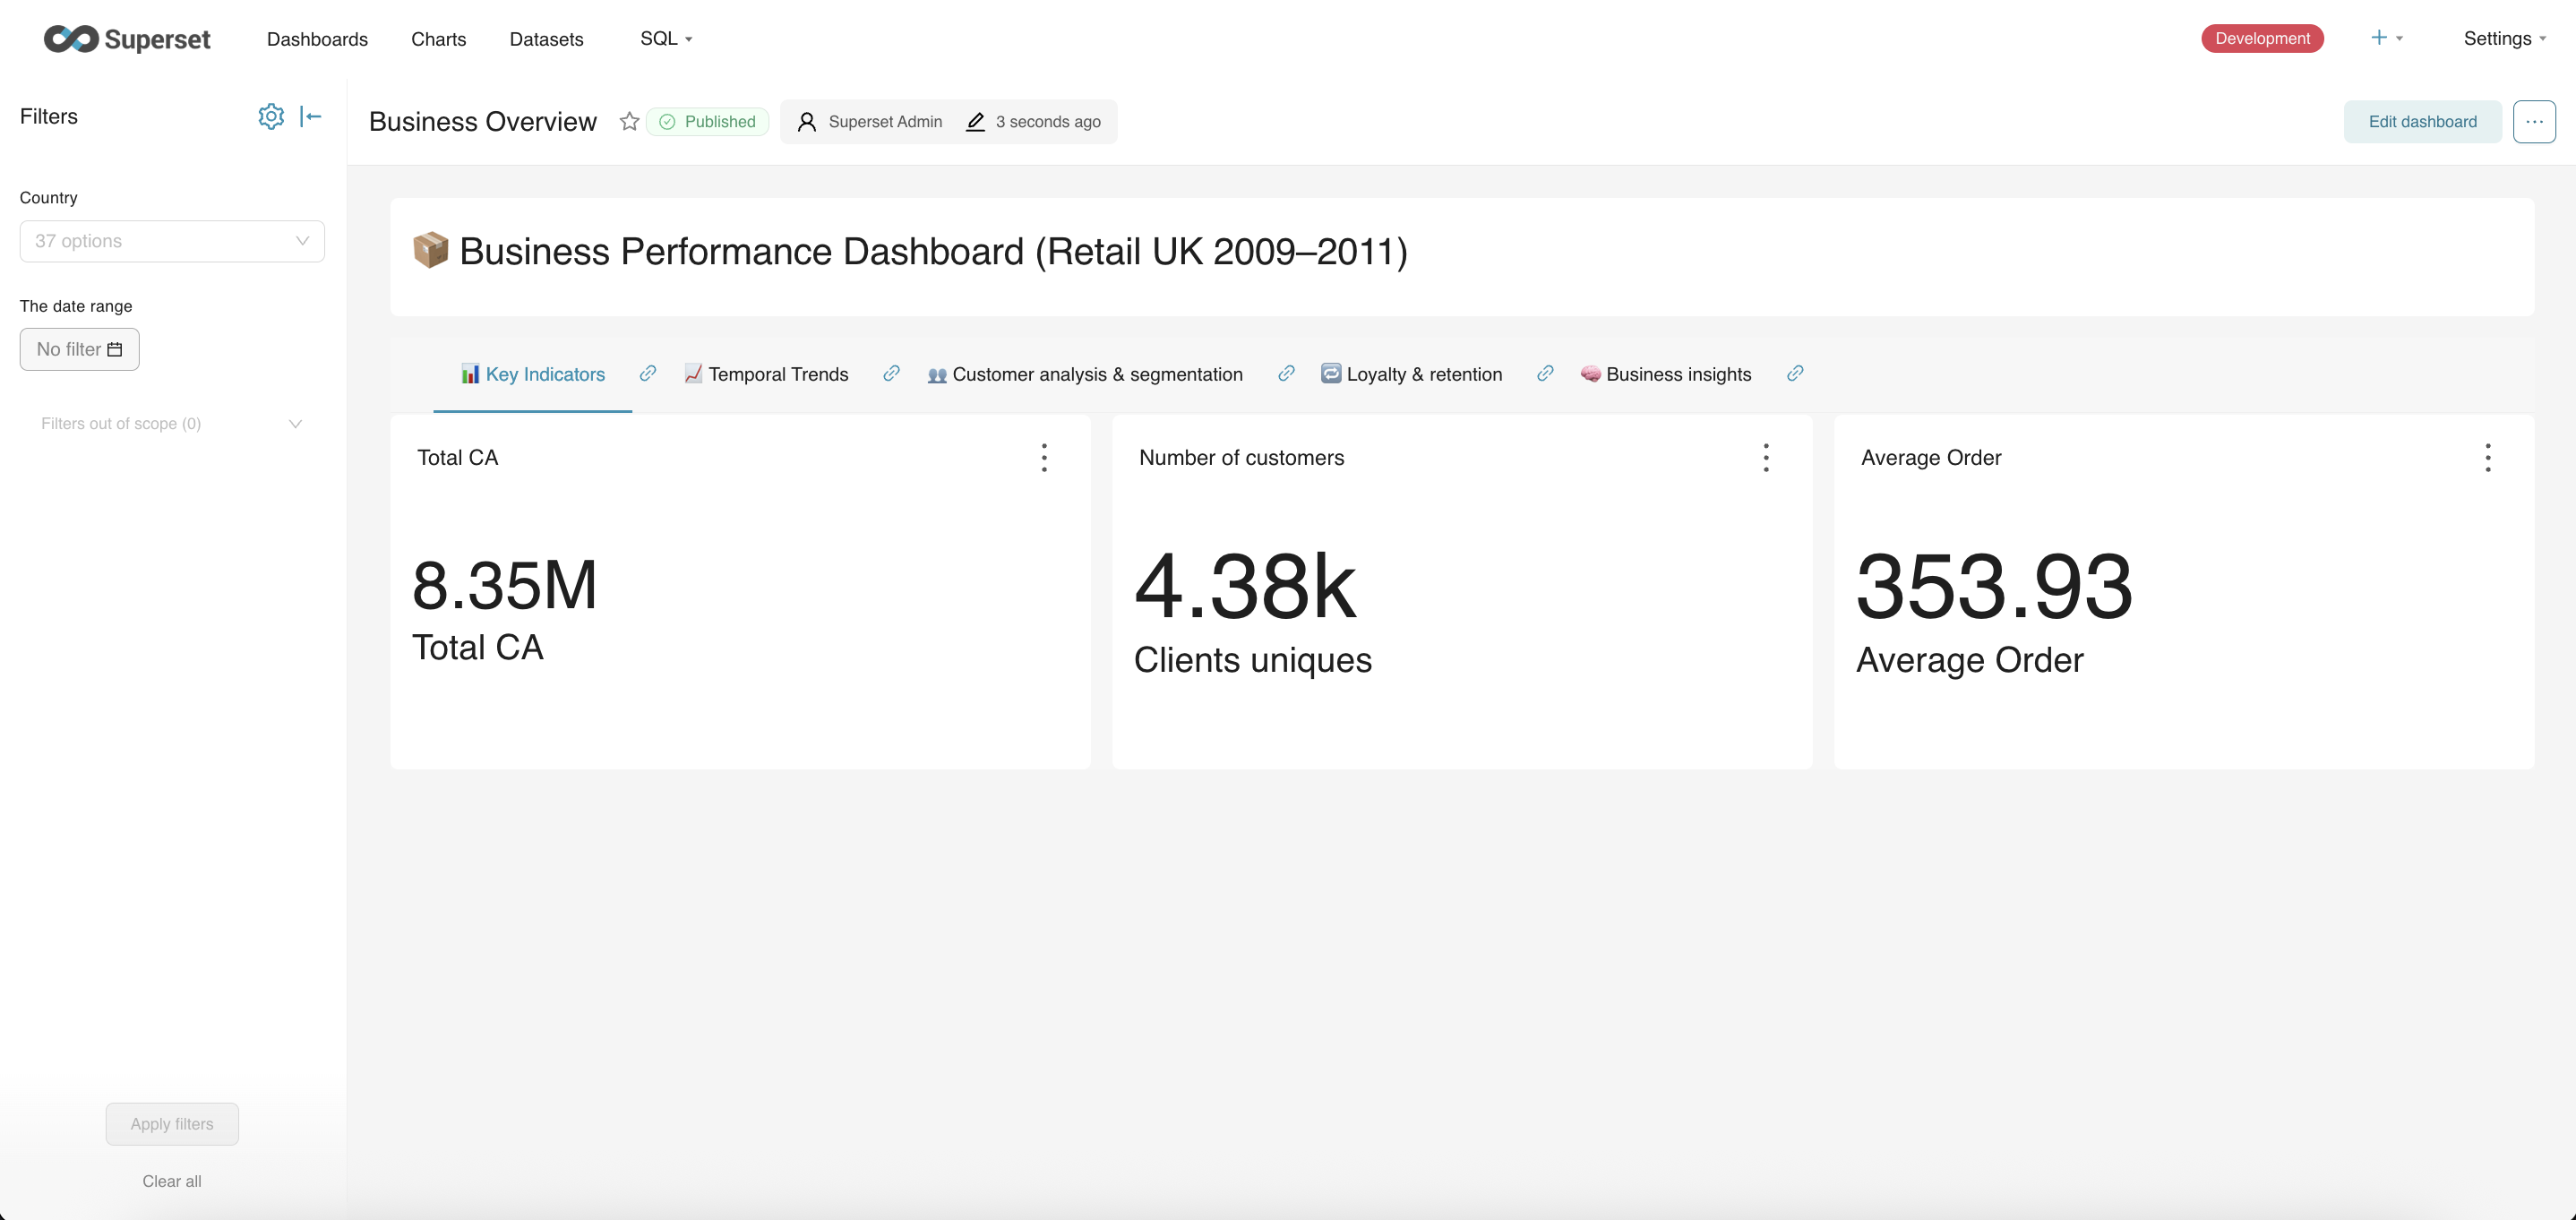 Superset Dashboards Charts Datasets SQL Development + Settings
Filters
Country
37 options
The date range
No filter
Filters out of scope (0)
Apply filters
Clear all
Business Overview Published Superset Admin 3 seconds ago Edit dashboard ...
📦 Business Performance Dashboard (Retail UK 2009–2011)
📊 Key Indicators 📈 Temporal Trends 👥 Customer analysis & segmentation 🔁 Loyalty & retention 🧠 Business insights
Total CA
8.35M
Total CA
Number of customers
4.38k
Clients uniques
Average Order
353.93
Average Order